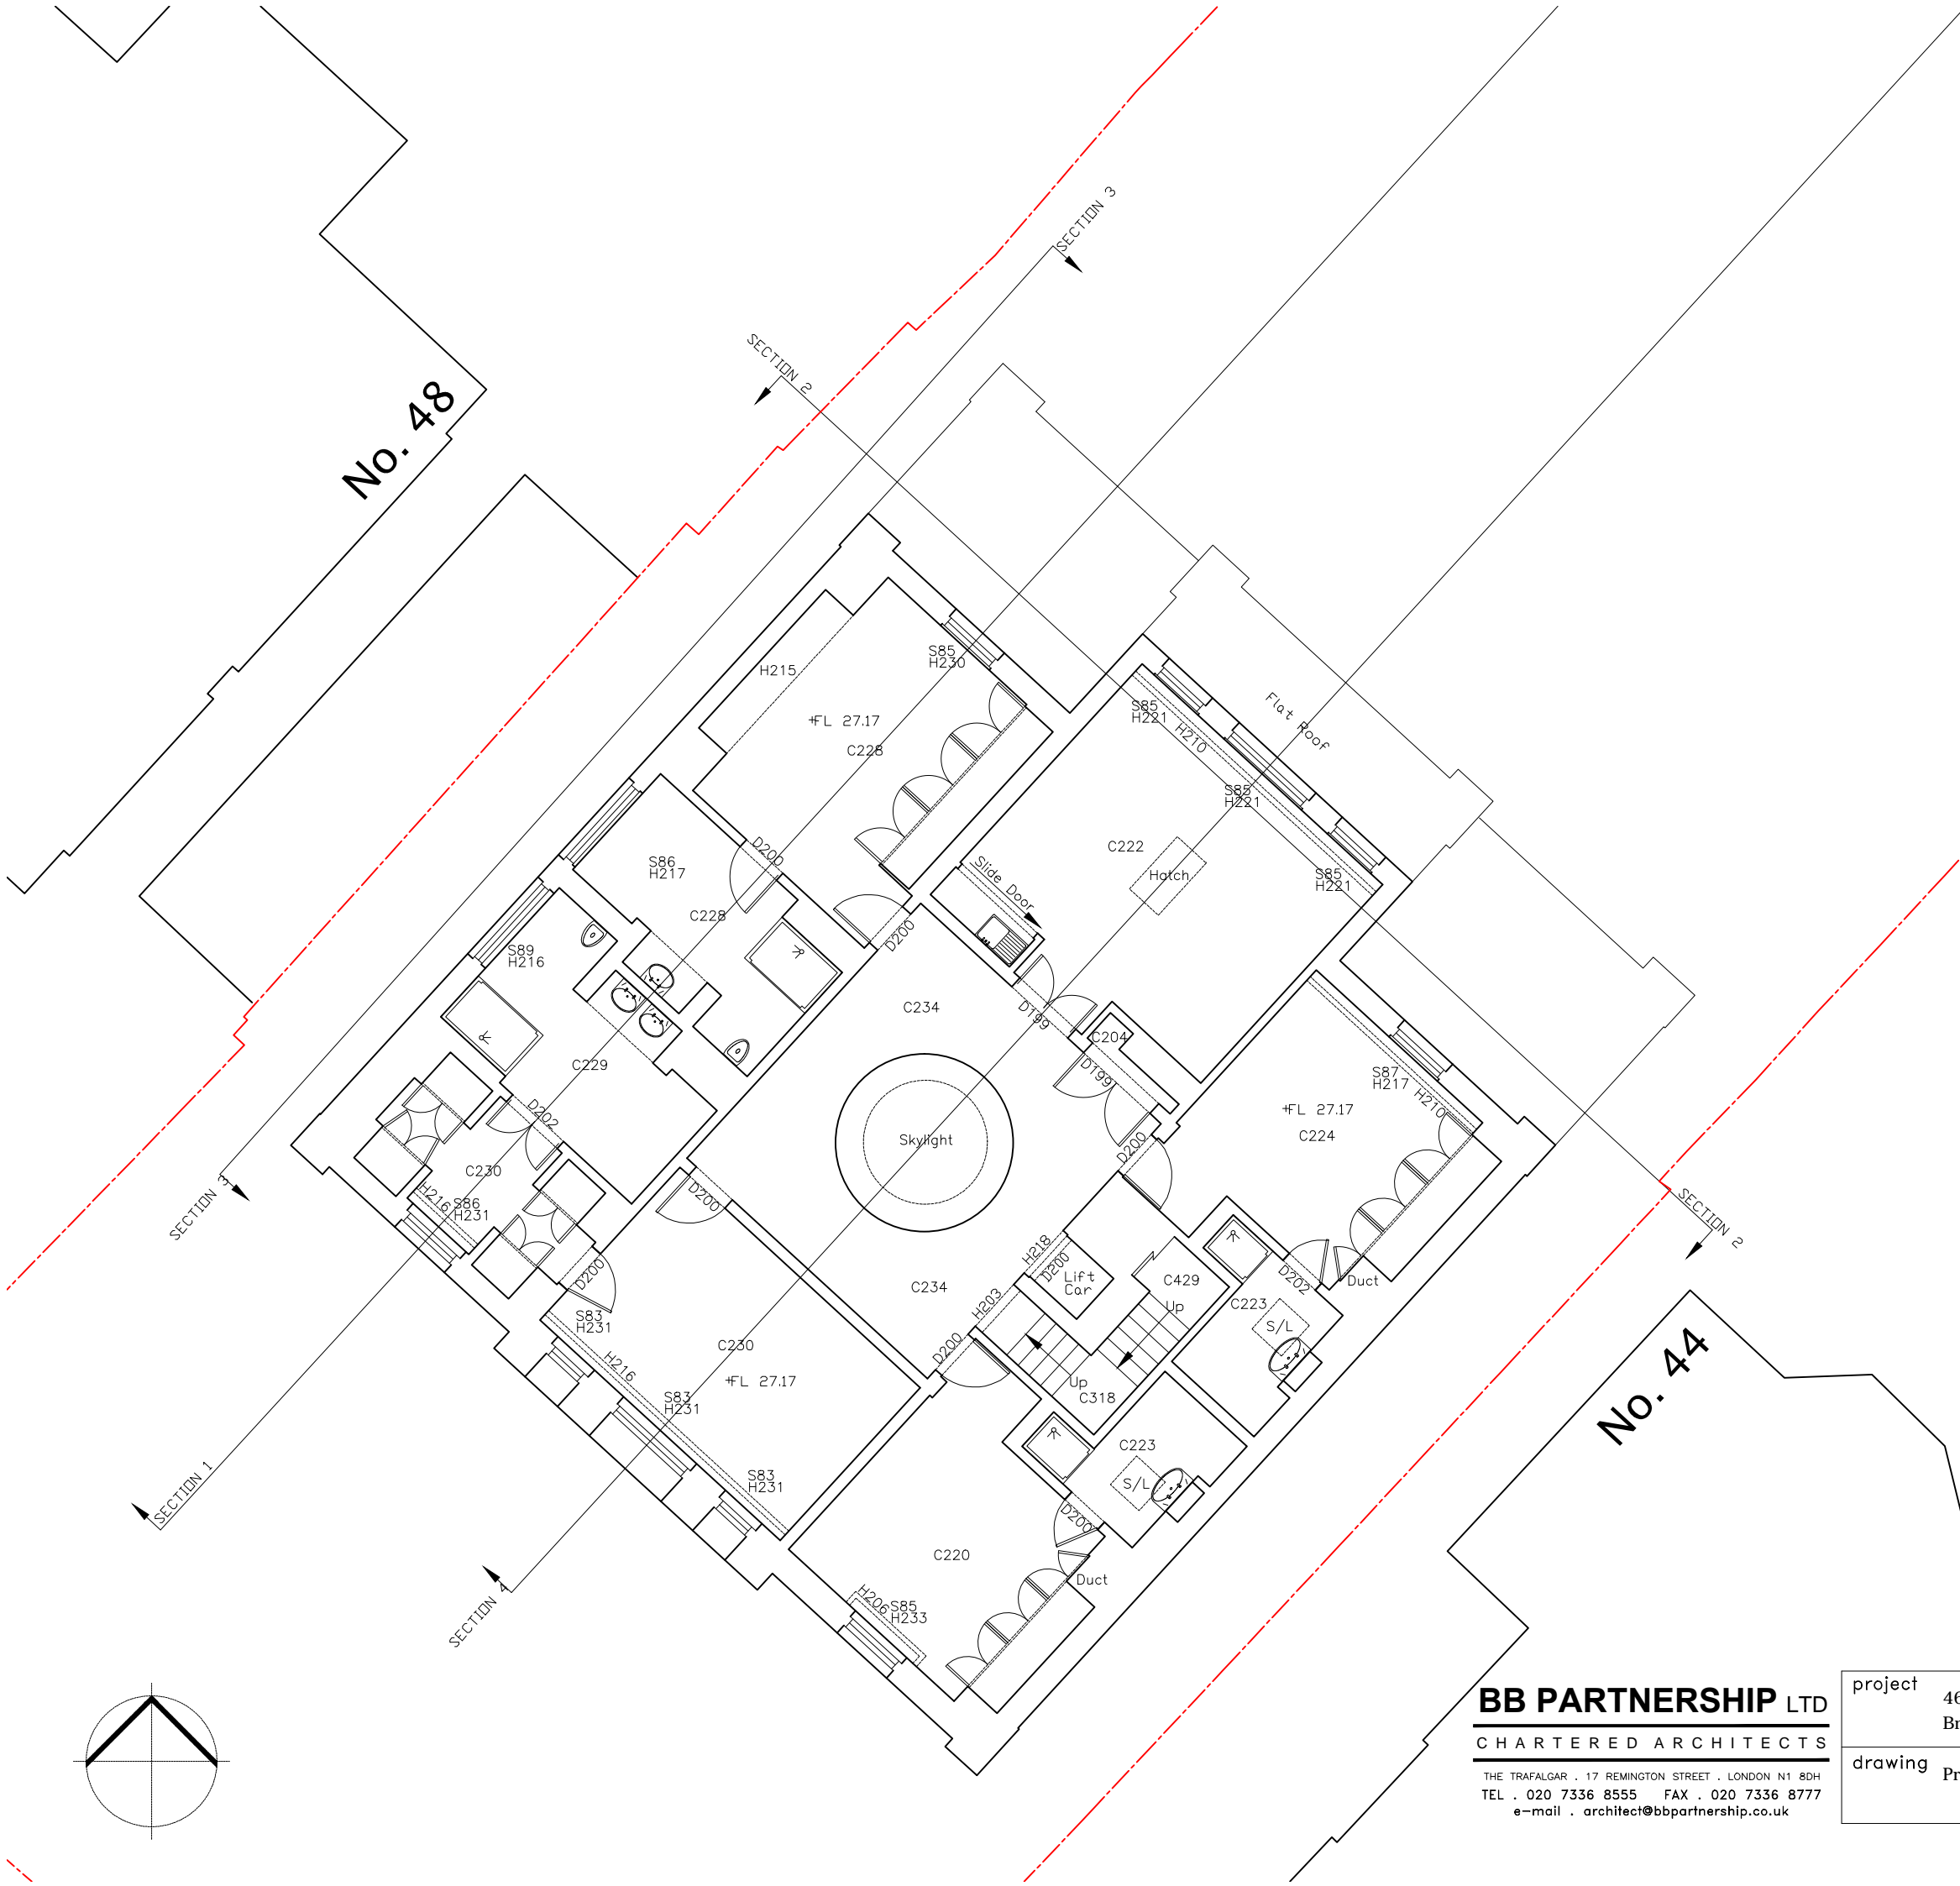 SECTION 3
SECTION 2
No. 48
S85
H230
H215
+FL 27.17
C228
Flat Roof
S85
H221
H210
S85
H221
C222
Hatch
S85
H221
Slide Door
D200
S86
H217
C228
D200
S89
H216
C234
D199
C204
D199
C229
D202
S87
H217
H210
+FL 27.17
C224
Skylight
D200
C230
H216
S86
H231
D200
SECTION 3
SECTION 2
H218
D200
Lift
Car
C429
Up
D202
Duct
C223
S/L
D200
C234
H203
S83
H231
C230
H216
+FL 27.17
D200
Up
C318
S83
H231
No. 44
C223
S/L
S83
H231
D200
SECTION 1
C220
Duct
H206
S85
H233
SECTION 4
BB PARTNERSHIP LTD
CHARTERED ARCHITECTS
THE TRAFALGAR . 17 REMINGTON STREET . LONDON N1 8DH
TEL . 020 7336 8555 FAX . 020 7336 8777
e-mail . architect@bbpartnership.co.uk
project
46
Br
drawing
Pr